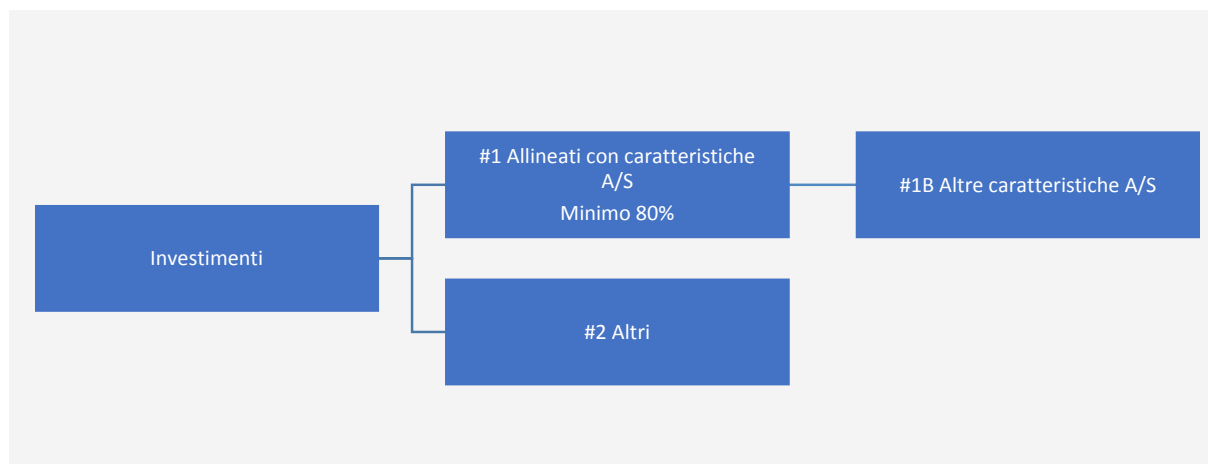 Investimenti
#1 Allineati con caratteristiche
A/S
Minimo 80%
#1B Altre caratteristiche A/S
#2 Altri